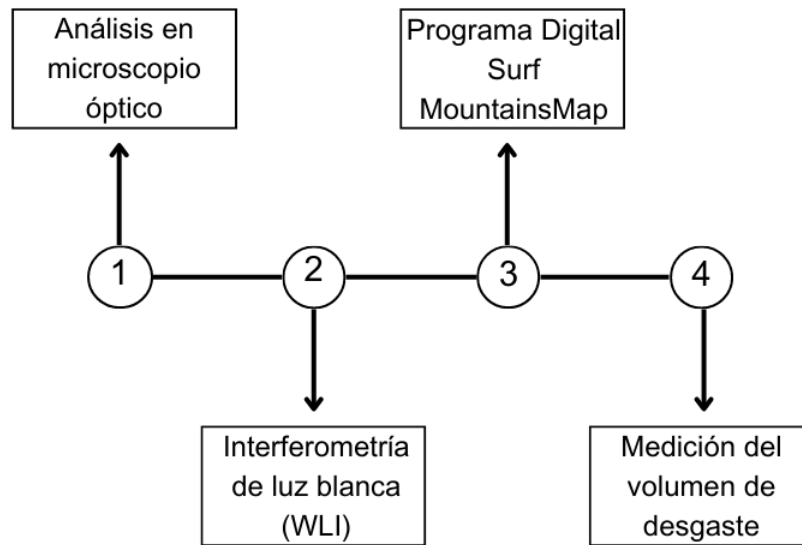 Análisis en
microscopio
óptico
Programa Digital
Surf
MountainsMap
1
2
3
4
Interferometría
de luz blanca
(WLI)
Medición del
volumen de
desgaste